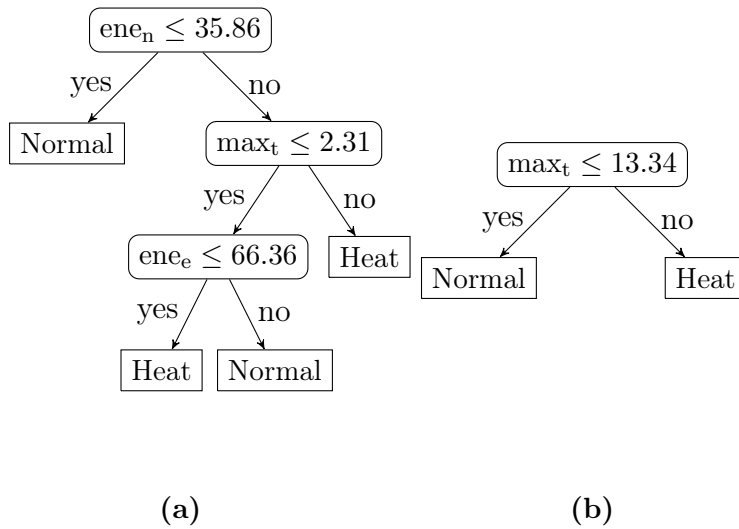 ene_n ≤ 35.86
yes
no
Normal
max_t ≤ 2.31
yes
no
ene_e ≤ 66.36
Heat
yes
no
Heat
Normal
(a)
max_t ≤ 13.34
yes
no
Normal
Heat
(b)